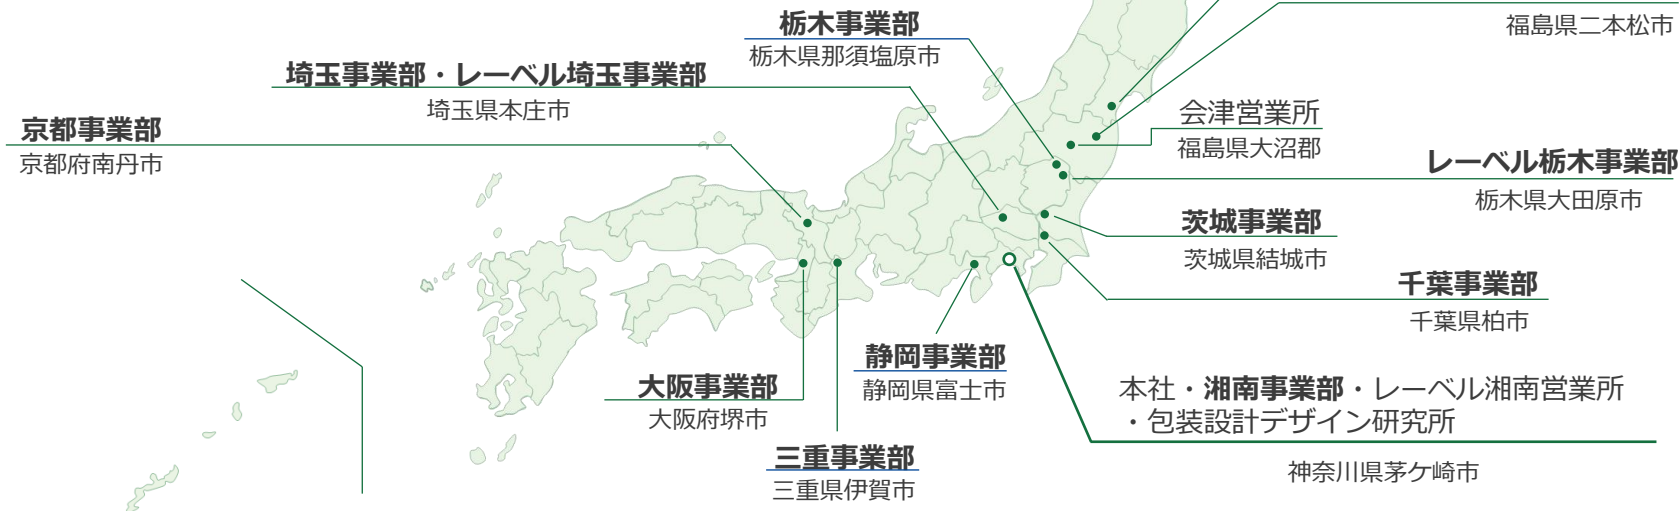 福島県二本松市
栃木事業部
栃木県那須塩原市
埼玉事業部・レーベル埼玉事業部
埼玉県本庄市
京都事業部
京都府南丹市
会津営業所
福島県大沼郡
レーベル栃木事業部
栃木県大田原市
茨城事業部
茨城県結城市
千葉事業部
千葉県柏市
静岡事業部
静岡県富士市
大阪事業部
大阪府堺市
三重事業部
三重県伊賀市
本社・湘南事業部・レーベル湘南営業所
・包装設計デザイン研究所
神奈川県茅ケ崎市